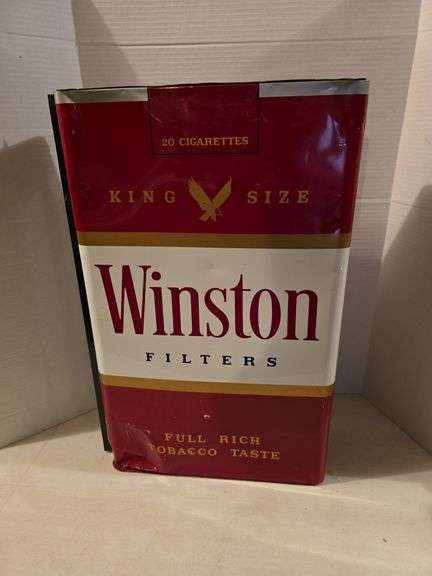 20 CIGARETTES
KING SIZE
Winston
FILTERS
FULL RICH
TOBACCO TASTE